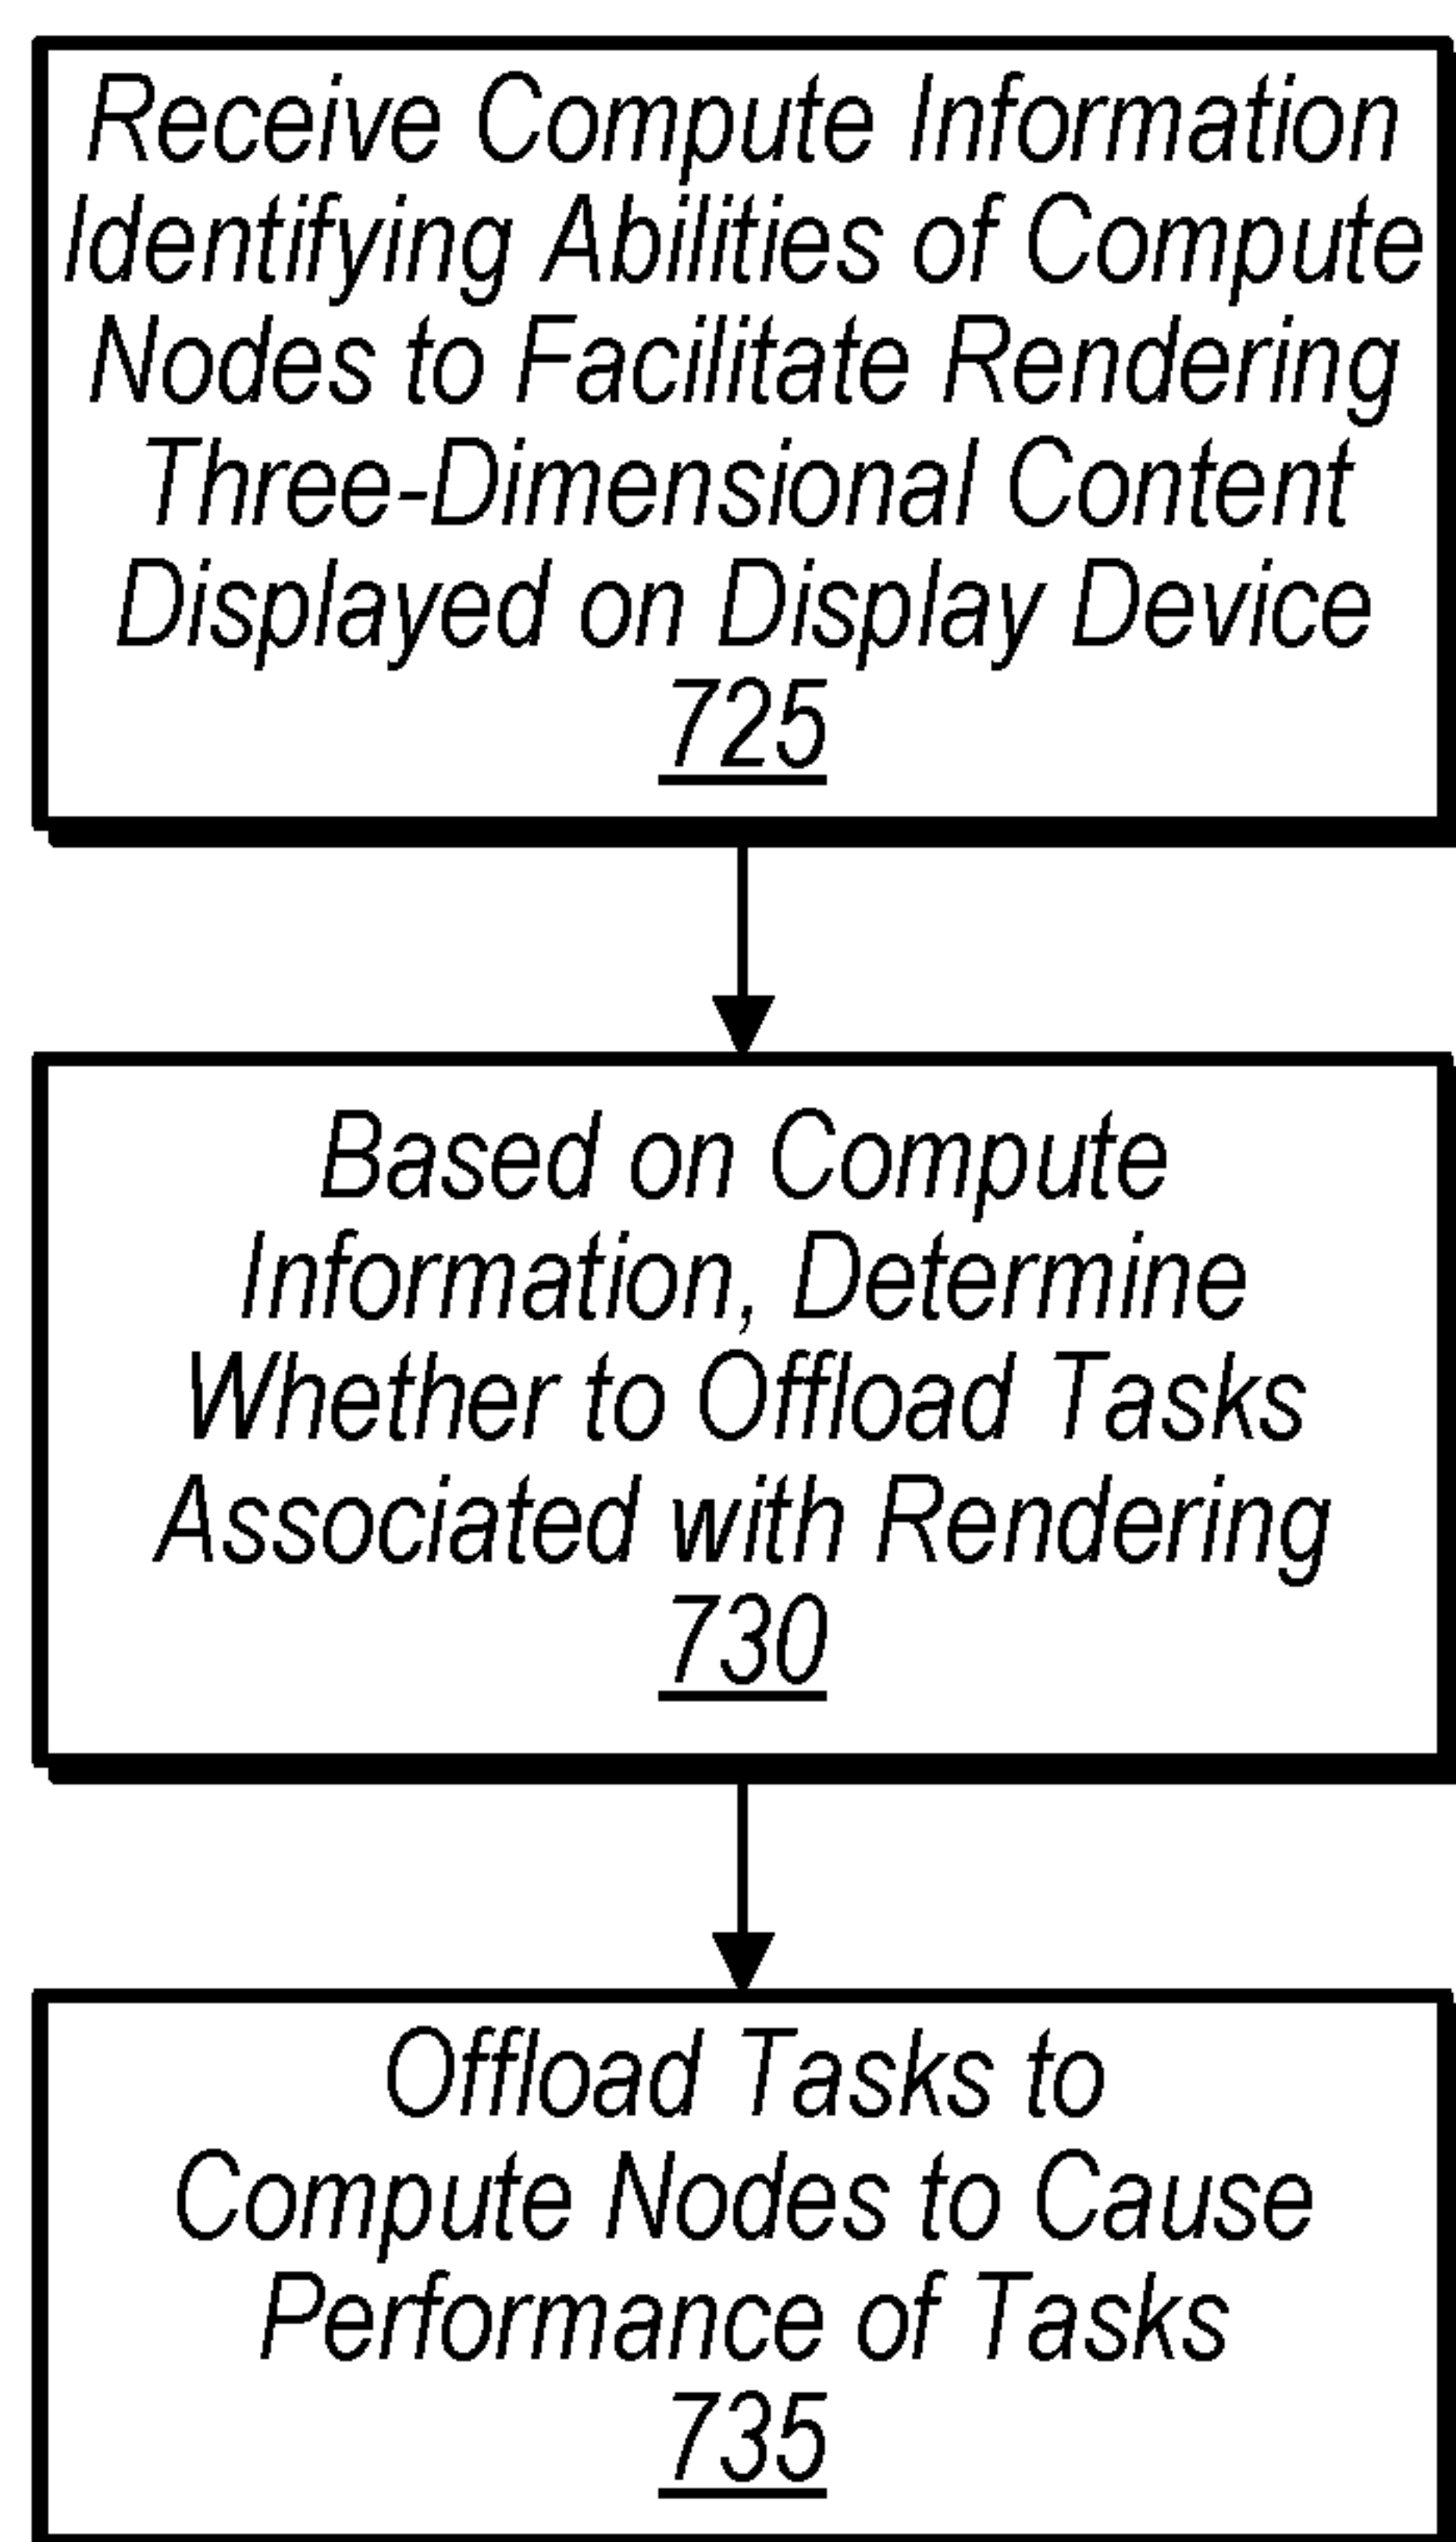 Receive Compute Information
Identifying Abilities of Compute
Nodes to Facilitate Rendering
Three-Dimensional Content
Displayed on Display Device
725
Based on Compute
Information, Determine
Whether to Offload Tasks
Associated with Rendering
730
Offload Tasks to
Compute Nodes to Cause
Performance of Tasks
735